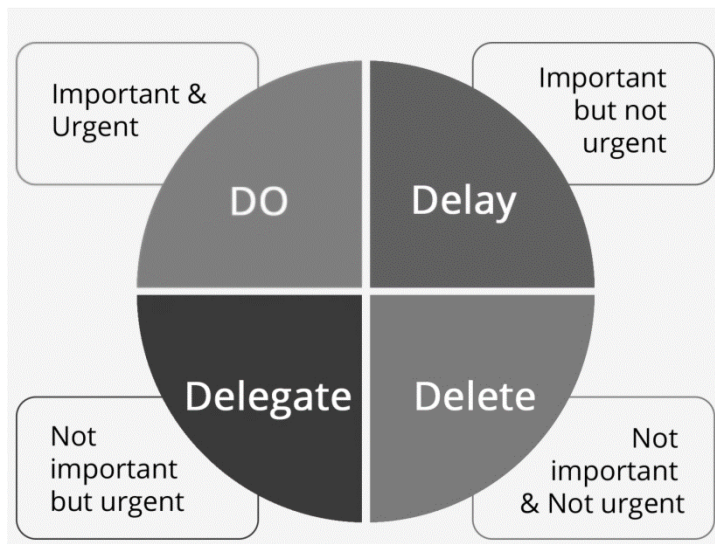 Important &
Urgent
DO
Important
but not
urgent
Delay
Delegate
Not
important
but urgent
Delete
Not
important
& Not urgent